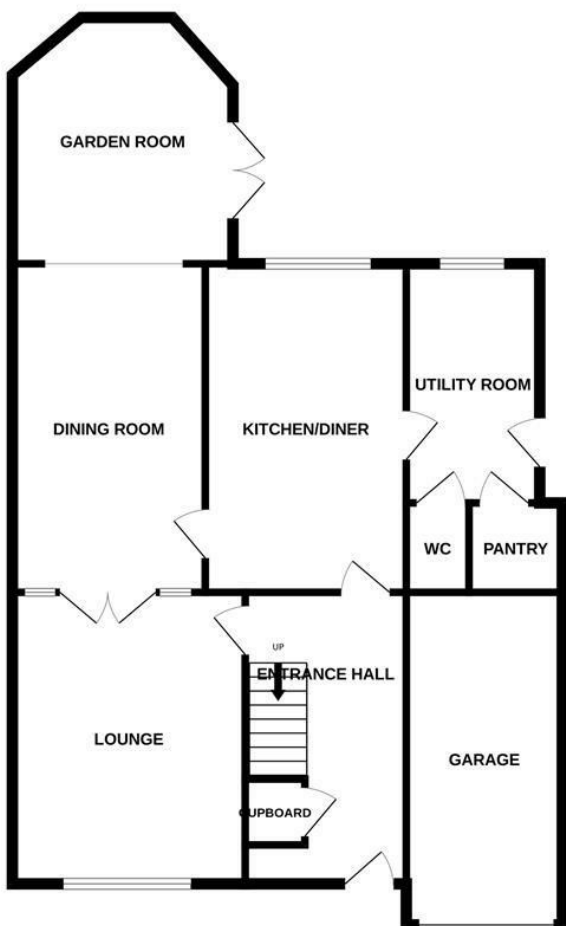 GARDEN ROOM
UTILITY ROOM
DINING ROOM
KITCHEN/DINER
WC
PANTRY
UP
ENTRANCE HALL
LOUNGE
GARAGE
CUPBOARD